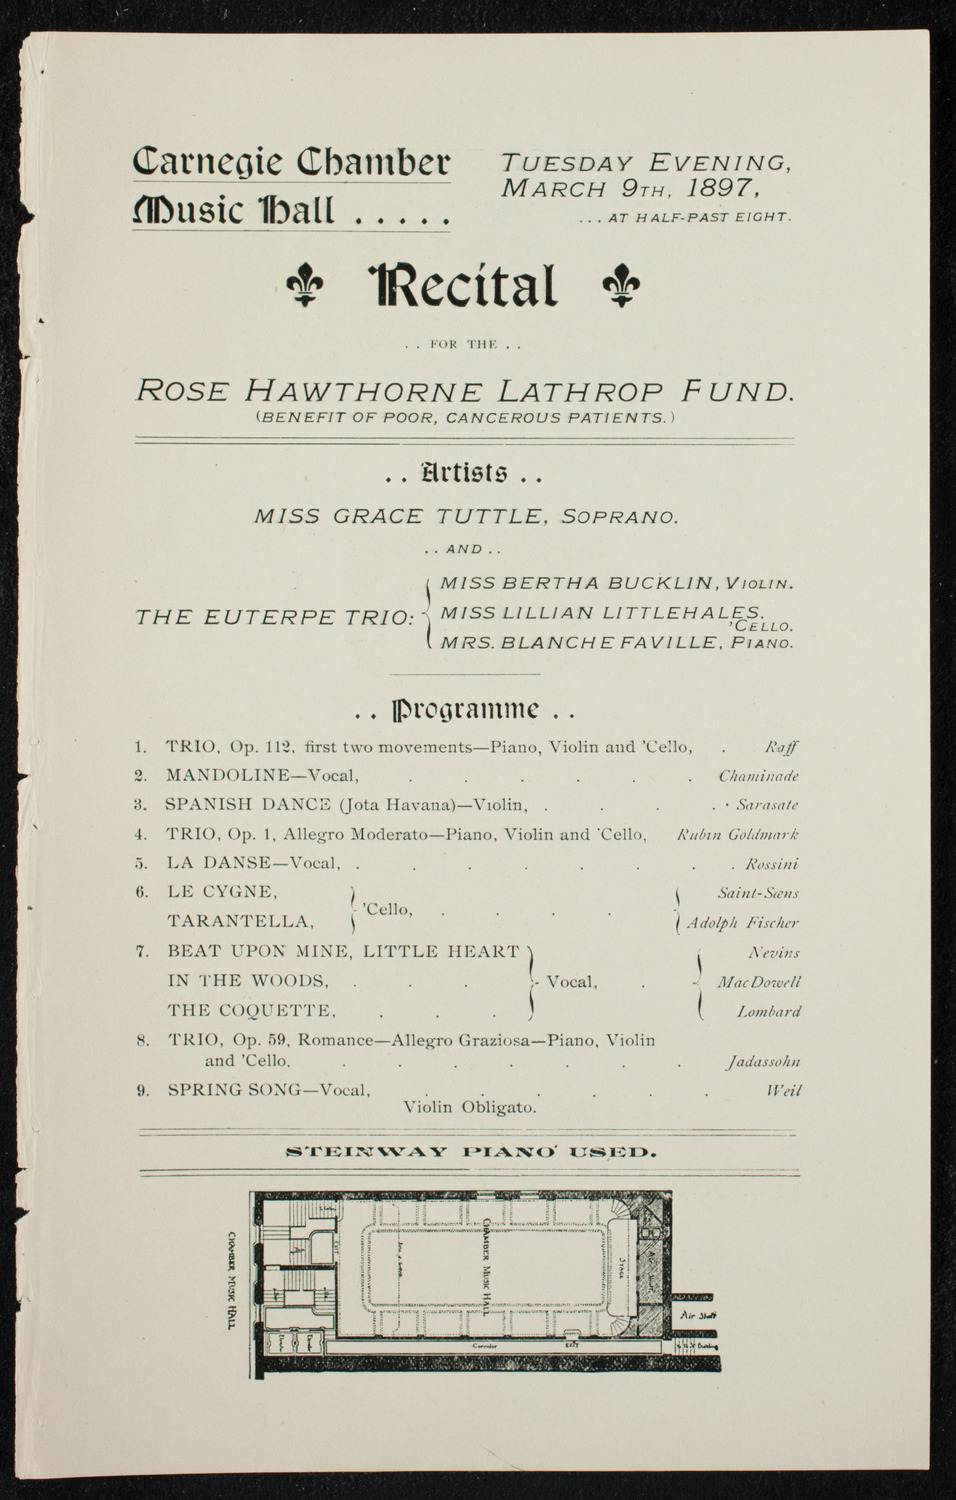 Carnegie Chamber
Music Hall . . . . .
TUESDAY EVENING,
MARCH 9TH, 1897,
. . . AT HALF-PAST EIGHT.
Recital
. . FOR THE . .
ROSE HAWTHORNE LATHROP FUND.
(BENEFIT OF POOR, CANCEROUS PATIENTS.)
. . Artists . .
MISS GRACE TUTTLE, SOPRANO.
. . AND . .
THE EUTERPE TRIO:
MISS BERTHA BUCKLIN, VIOLIN.
MISS LILLIAN LITTLEHALES,
'CELLO.
MRS. BLANCHE FAVILLE, PIANO.
. . Programme . .
1. TRIO, Op. 112, first two movements—Piano, Violin and 'Cello, . Raff
2. MANDOLINE—Vocal, . . . . . . Chaminade
3. SPANISH DANCE (Jota Havana)—Violin, . . . . . Sarasate
4. TRIO, Op. 1, Allegro Moderato—Piano, Violin and 'Cello, Rubin Goldmark
5. LA DANSE—Vocal, . . . . . . . . Rossini
6. LE CYGNE, Saint-Sæns
'Cello, . . . .
TARANTELLA, Adolph Fischer
7. BEAT UPON MINE, LITTLE HEART Nevins
IN THE WOODS, . . . . Vocal, . MacDowell
THE COQUETTE, . . . Lombard
8. TRIO, Op. 59, Romance—Allegro Graziosa—Piano, Violin
and 'Cello, . . . . . . . Jadassohn
9. SPRING SONG—Vocal, . . . . . . Weil
Violin Obligato.
STEINWAY PIANO USED.
CHAMBER MUSIC HALL
CHAMBER MUSIC HALL
STAGE
Air Shaft
Corridor
EXIT
Building